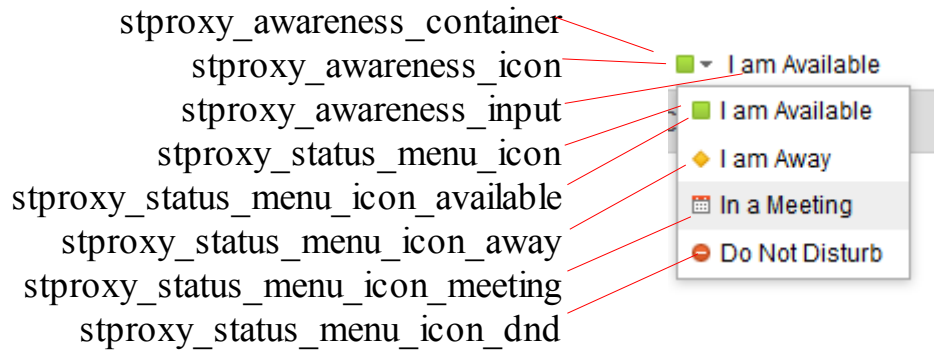 stproxy_awareness_container
stproxy_awareness_icon
I am Available
stproxy_awareness_input
I am Available
stproxy_status_menu_icon
I am Away
stproxy_status_menu_icon_available
In a Meeting
stproxy_status_menu_icon_away
Do Not Disturb
stproxy_status_menu_icon_meeting
stproxy_status_menu_icon_dnd